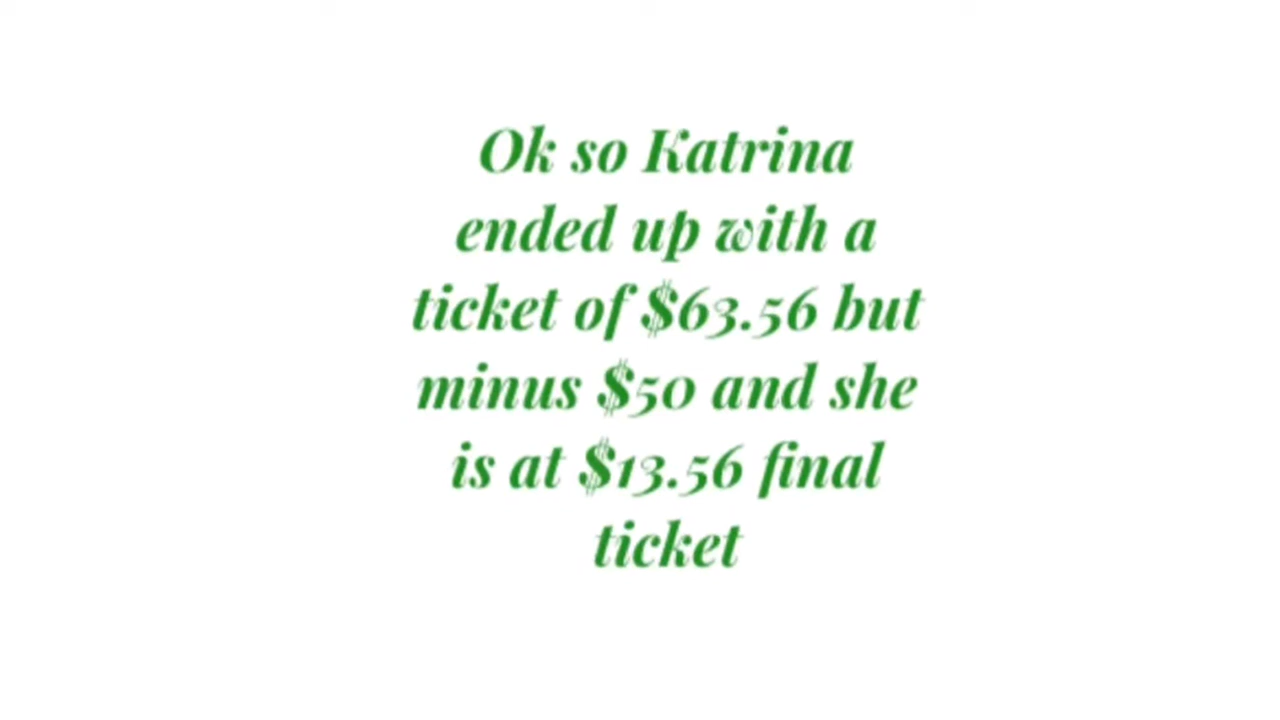 Ok so Katrina
ended up with a
ticket of $63.56 but
minus $50 and she
is at $13.56 final
ticket